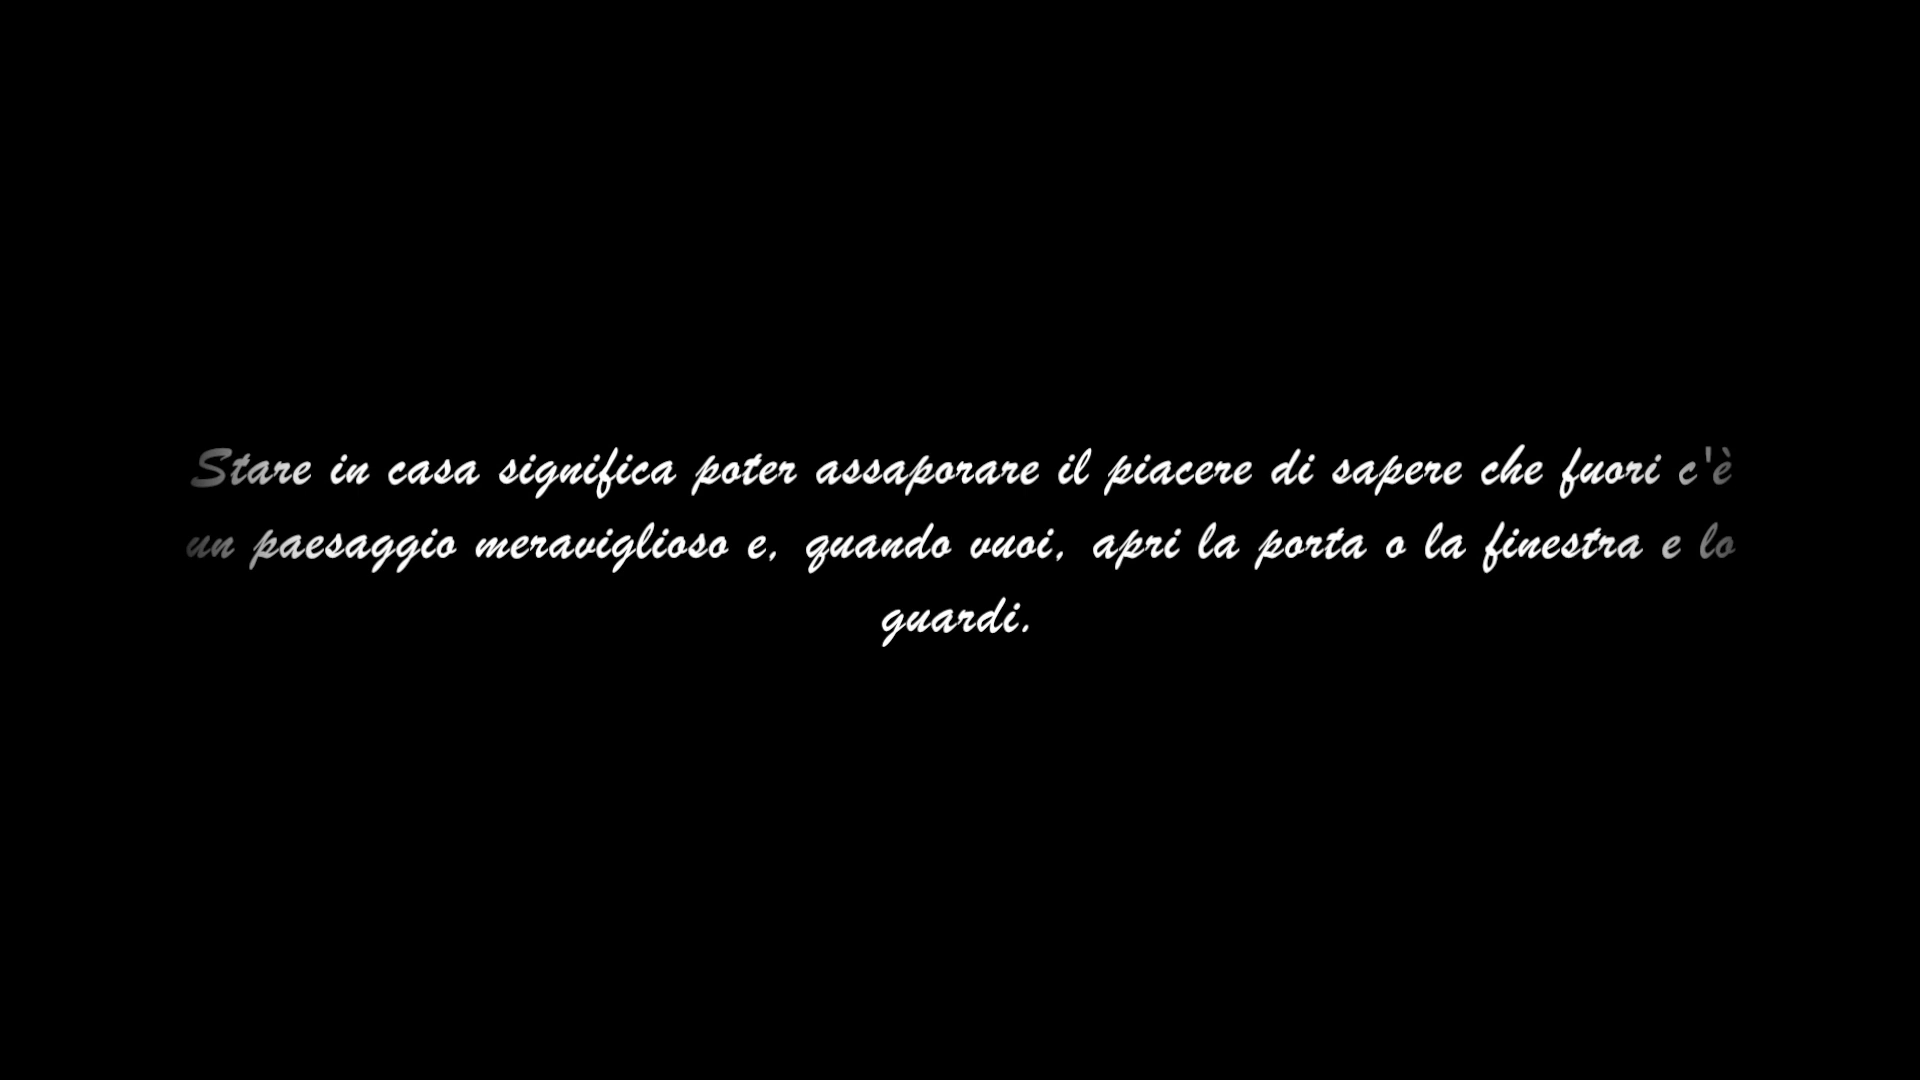 Stare in casa significa poter assaporare il piacere di sapere che fuori c'è
un paesaggio meraviglioso e, quando vuoi, apri la porta o la finestra e lo
guardi.